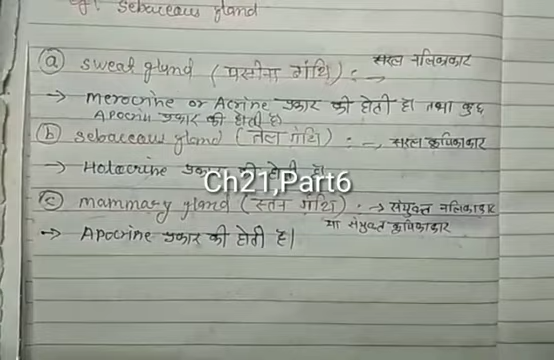 eg: Sebaceous gland
(a) sweat gland (पसीना ग्रंथि) : → सरल नलिकाकार
→ merocrine or Acrine प्रकार की होती है। तथा कुछ
Apocrine प्रकार की होती है
(b) sebaceous gland (तेल ग्रंथि) : → सरल कूपिकाकार
→ Holocrine प्रकार की होती है।
Ch21,Part6
(c) mammary gland (स्तन ग्रंथि) : → संयुक्त नलिकाकार
या संयुक्त कूपिकाकार
→ Apocrine प्रकार की होती है।